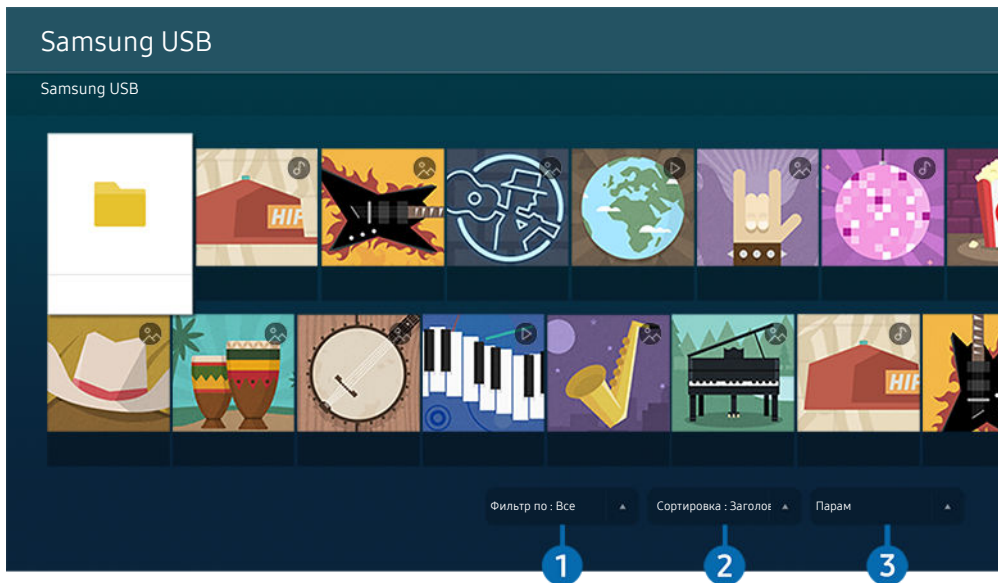 Samsung USB
Samsung USB
HIP
HIP
Фильтр по : Все
Сортировка : Заголов
Парам
1
2
3